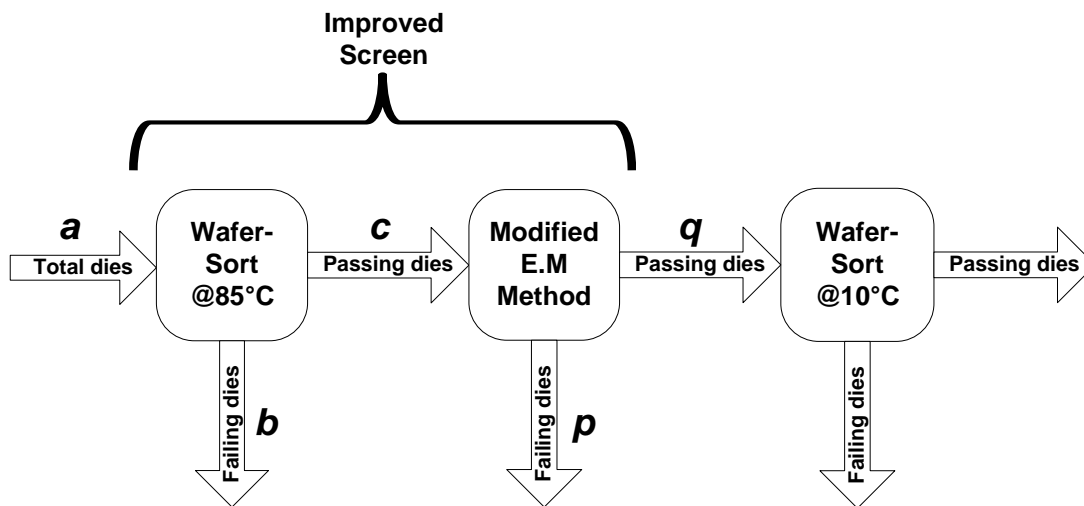 Improved
Screen
a
Total dies
Wafer-
Sort
@85°C
c
Passing dies
Modified
E.M
Method
q
Passing dies
Wafer-
Sort
@10°C
Passing dies
Failing dies
b
Failing dies
p
Failing dies